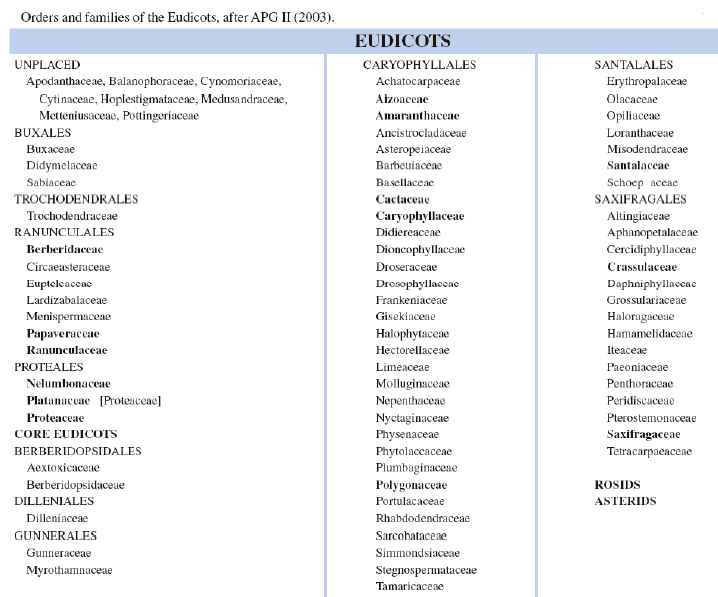 Orders and families of the Eudicots, after APG II (2003).
EUDICOTS
UNPLACED
Apodanthaceae, Balanophoraceae, Cynomoriaceae,
Cytinaceae, Hoplestigmataceae, Medusandraceae,
Metteniusaceae, Pottingeriaceae
BUXALES
Buxaceae
Didymelaceae
Sabiaceae
TROCHODENDRALES
Trochodendraceae
RANUNCULALES
Berberidaceae
Circaeasteraceae
Eupteleaceae
Lardizabalaceae
Menispermaceae
Papaveraceae
Ranunculaceae
PROTEALES
Nelumbonaceae
Platanaceae [Proteaceae]
Proteaceae
CORE EUDICOTS
BERBERIDOPSIDALES
Aextoxicaceae
Berberidopsidaceae
DILLENIALES
Dilleniaceae
GUNNERALES
Gunneraceae
Myrothamnaceae
CARYOPHYLLALES
Achatocarpaceae
Aizoaceae
Amaranthaceae
Ancistrocladaceae
Asteropeiaceae
Barbeuiaceae
Basellaceae
Cactaceae
Caryophyllaceae
Didiereaceae
Dioncophyllaceae
Droseraceae
Drosophyllaceae
Frankeniaceae
Gisekiaceae
Halophytaceae
Hectorellaceae
Limeaceae
Molluginaceae
Nepenthaceae
Nyctaginaceae
Physenaceae
Phytolaccaceae
Plumbaginaceae
Polygonaceae
Portulacaceae
Rhabdodendraceae
Sarcobataceae
Simmondsiaceae
Stegnospermataceae
Tamaricaceae
SANTALALES
Erythropalaceae
Olacaceae
Opiliaceae
Loranthaceae
Misodendraceae
Santalaceae
Schoep aceae
SAXIFRAGALES
Altingiaceae
Aphanopetalaceae
Cercidiphyllaceae
Crassulaceae
Daphniphyllaceae
Grossulariaceae
Haloragaceae
Hamamelidaceae
Iteaceae
Paeoniaceae
Penthoraceae
Peridiscaceae
Pterostemonaceae
Saxifragaceae
Tetracarpaeaceae
ROSIDS
ASTERIDS